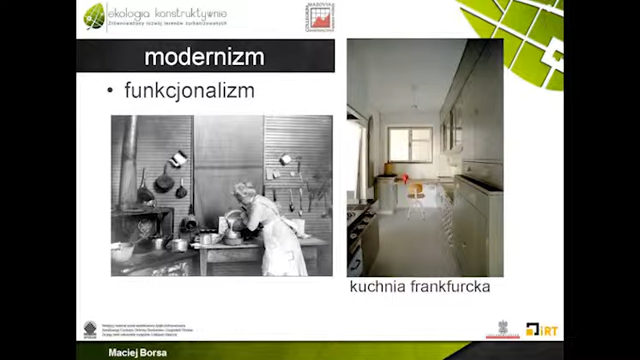 ekologia konstruktywnie
modernizm
• funkcjonalizm
kuchnia frankfurcka
iRT
Maciej Borsa